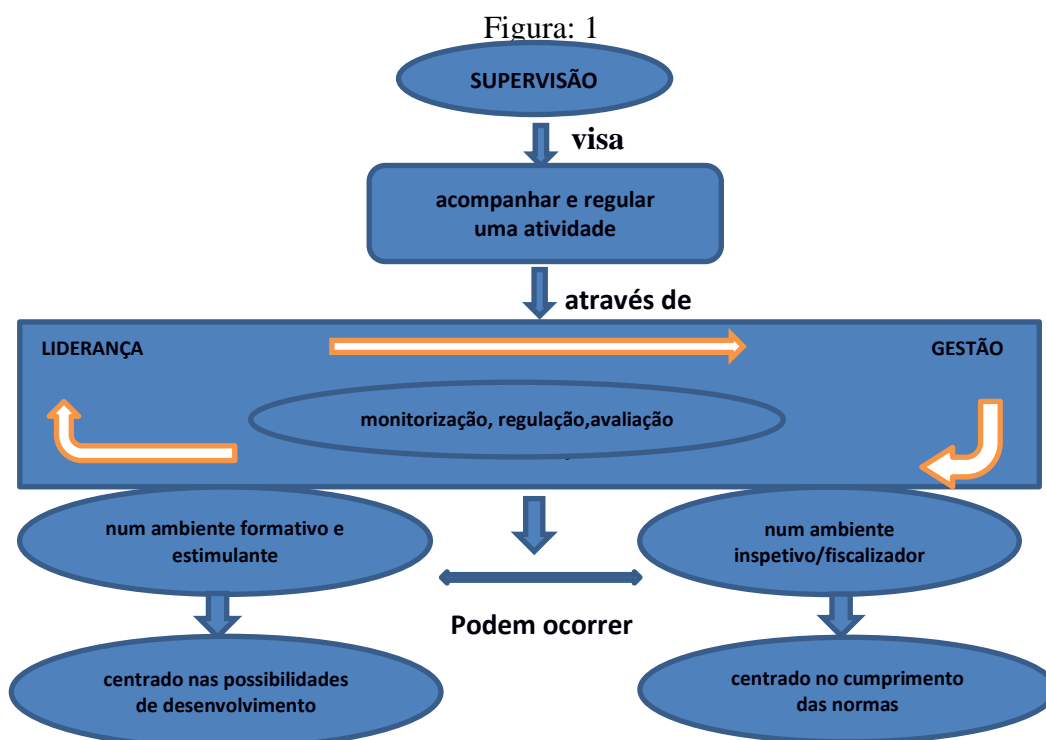 Figura: 1
SUPERVISÃO
visa
acompanhar e regular
uma atividade
através de
LIDERANÇA
GESTÃO
monitorização, regulação,avaliação
num ambiente formativo e
estimulante
num ambiente
inspetivo/fiscalizador
Podem ocorrer
centrado nas possibilidades
de desenvolvimento
centrado no cumprimento
das normas